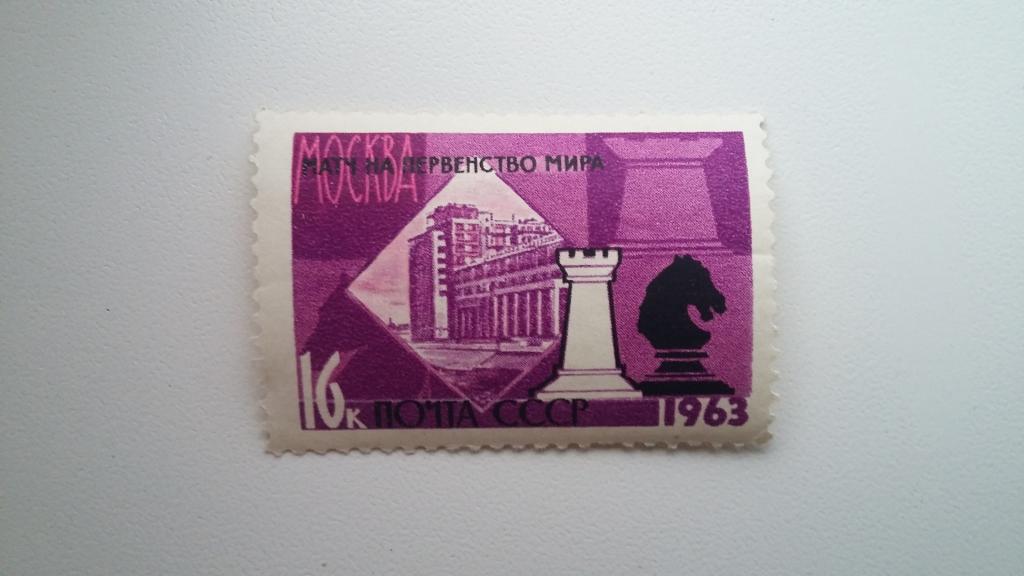 МОСКВА
МАТЧ НА ПЕРВЕНСТВО МИРА
16к ПОЧТА СССР 1963